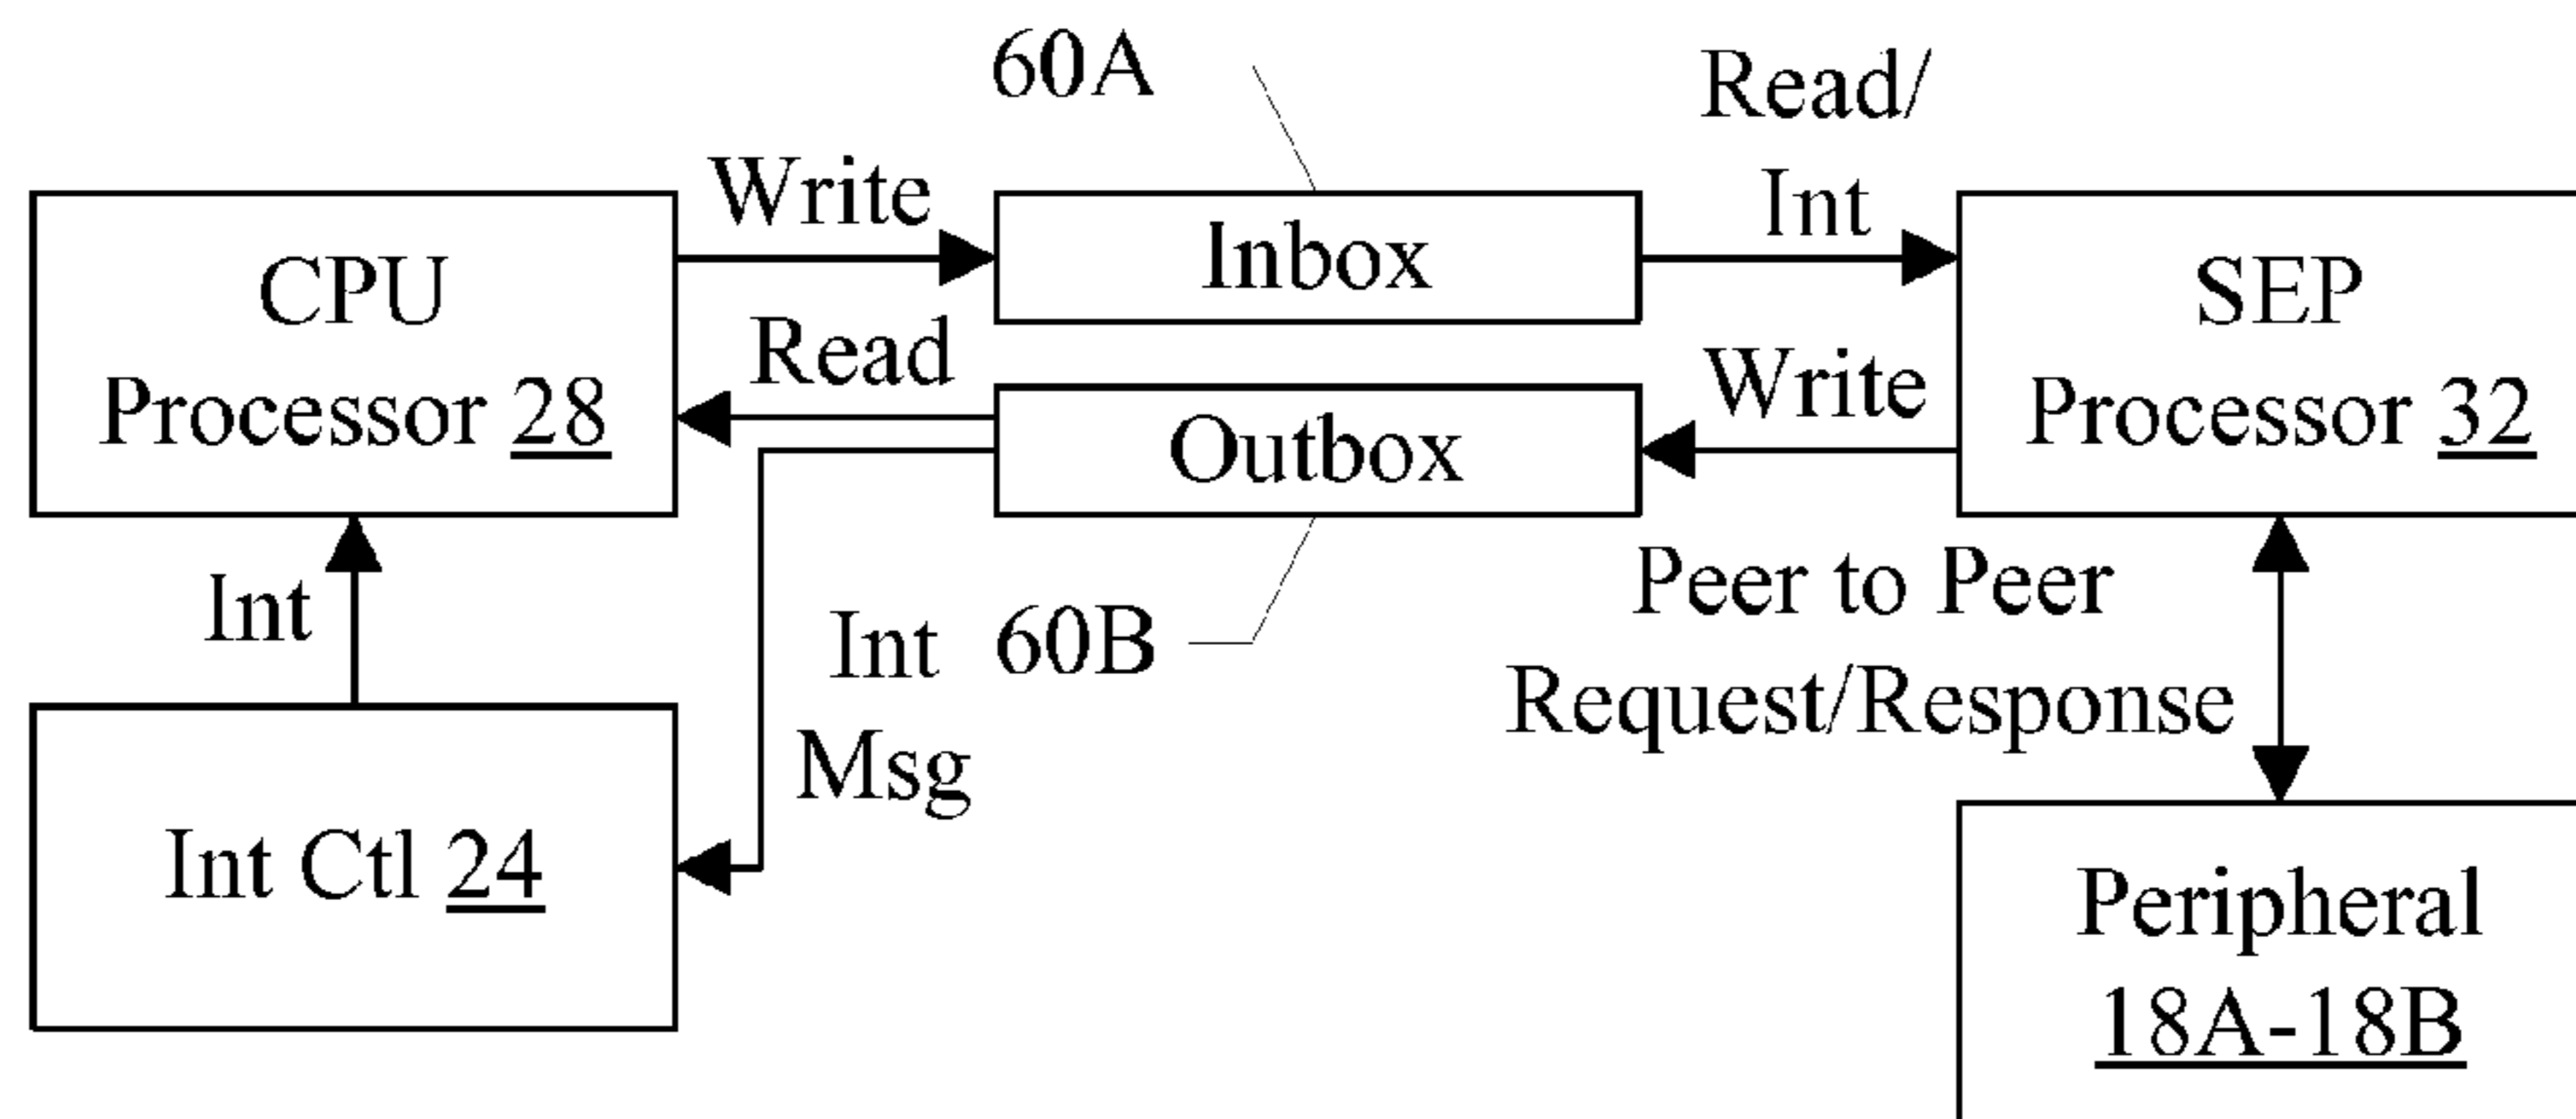 60A
Read/
Int
Write
Inbox
CPU
Processor 28
SEP
Processor 32
Read
Write
Outbox
Int
Int
Msg
60B
Peer to Peer
Request/Response
Int Ctl 24
Peripheral
18A-18B